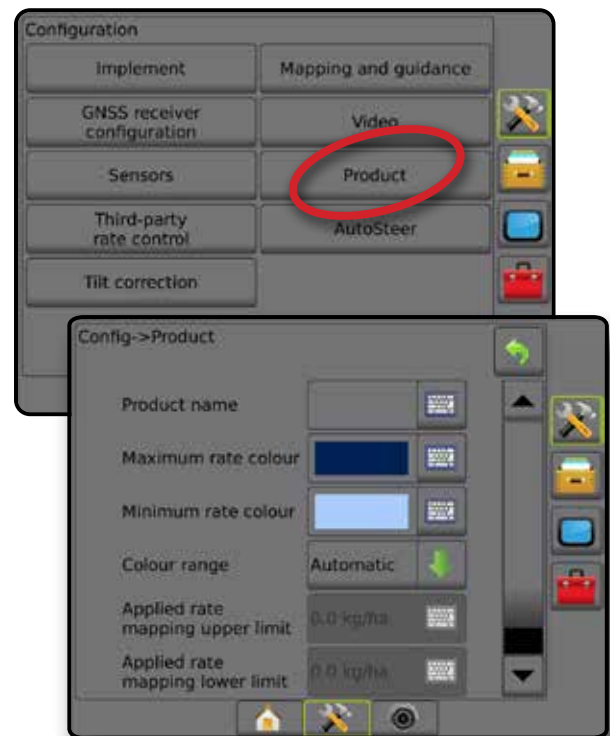 Configuration
Implement
Mapping and guidance
GNSS receiver
configuration
Video
Sensors
Product
Third-party
rate control
AutoSteer
Tilt correction
Config->Product
Product name
Maximum rate colour
Minimum rate colour
Colour range
Automatic
Applied rate
mapping upper limit
0.0 kg/ha
Applied rate
mapping lower limit
0.0 kg/ha